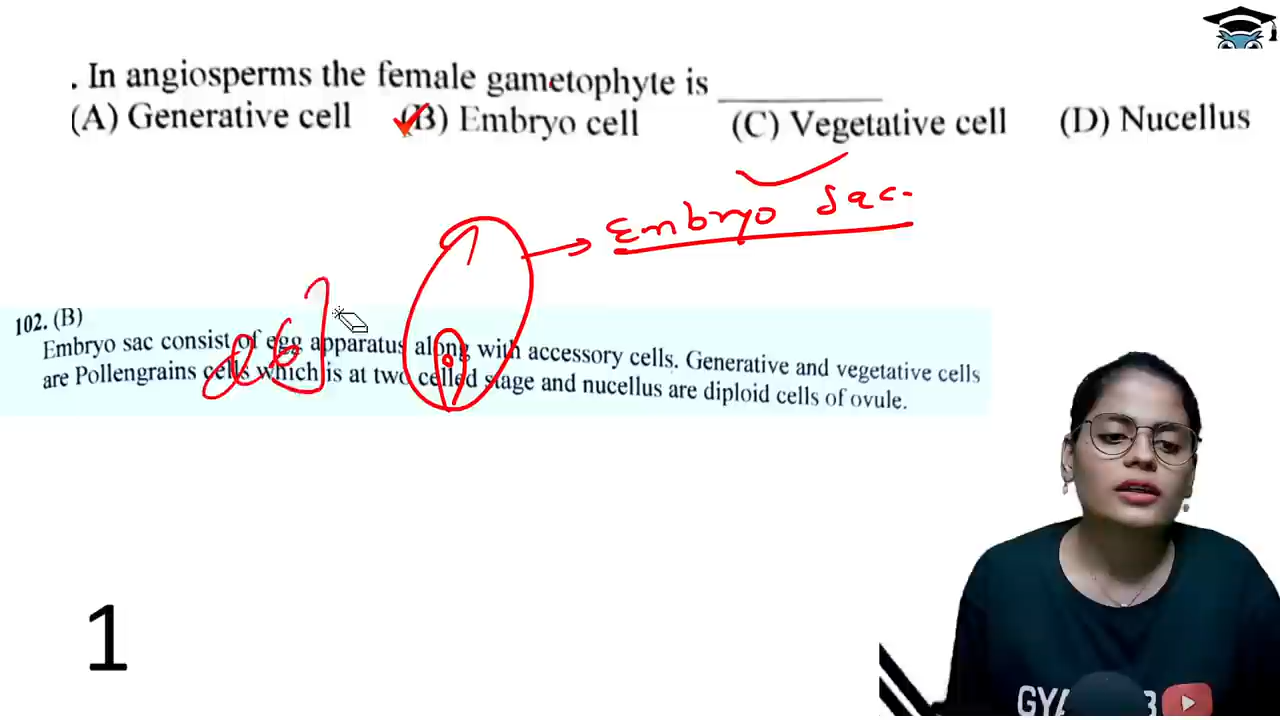 . In angiosperms the female gametophyte is __________
(A) Generative cell (B) Embryo cell (C) Vegetative cell (D) Nucellus
Embryo Sac.
102. (B)
Embryo sac consist of egg apparatus along with accessory cells. Generative and vegetative cells
are Pollengrains cells which is at two celled stage and nucellus are diploid cells of ovule.
1